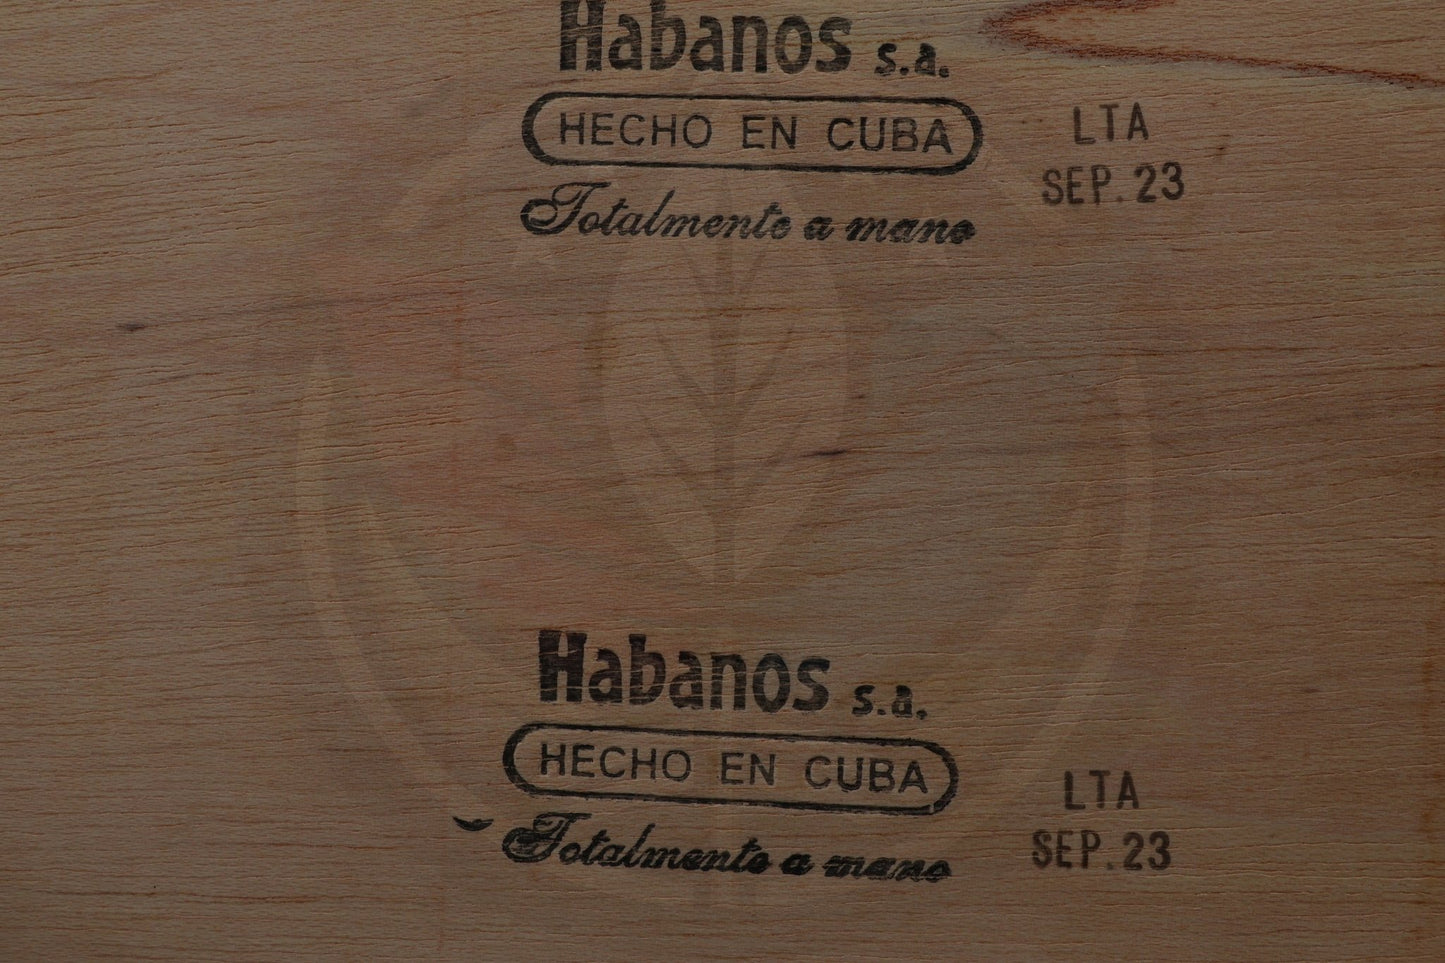 Habanos s.a.
HECHO EN CUBA
Totalmente a mano
LTA
SEP. 23
Habanos s.a.
HECHO EN CUBA
Totalmente a mano
LTA
SEP. 23